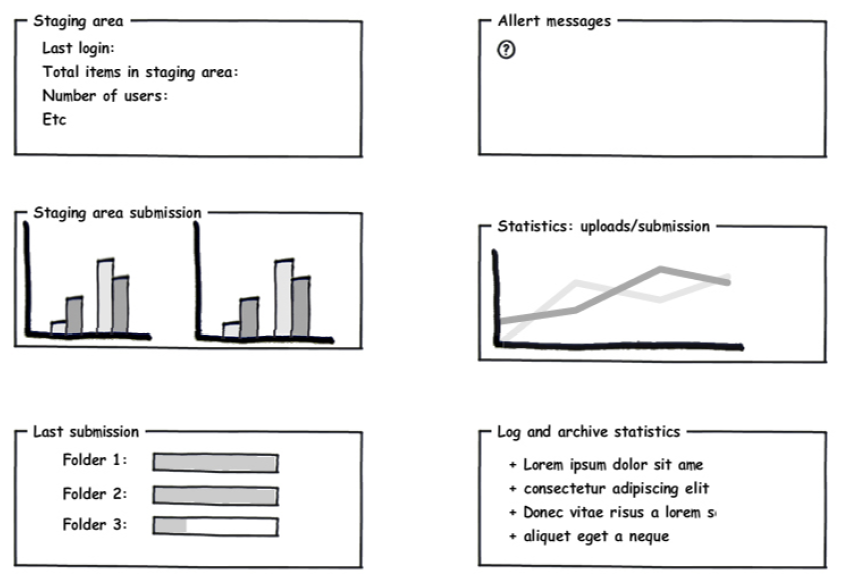 Staging area
Last login:
Total items in staging area:
Number of users:
Etc
Allert messages
?
Staging area submission
Statistics: uploads/submission
Last submission
Folder 1:
Folder 2:
Folder 3:
Log and archive statistics
+ Lorem ipsum dolor sit ame
+ consectetur adipiscing elit
+ Donec vitae risus a lorem s
+ aliquet eget a neque